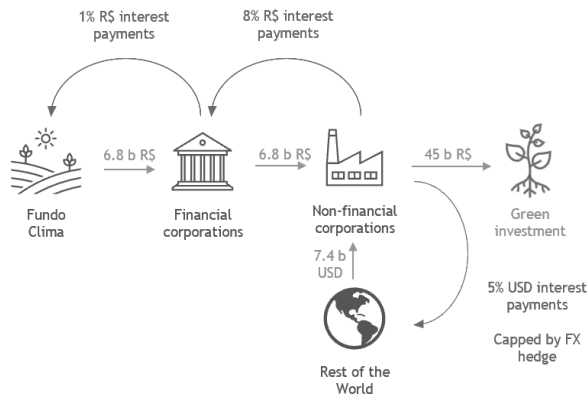 1% R$ interest
payments
8% R$ interest
payments
6.8 b R$
6.8 b R$
45 b R$
Fundo
Clima
Financial
corporations
Non-financial
corporations
Green
investment
7.4 b
USD
5% USD interest
payments
Capped by FX
hedge
Rest of the
World